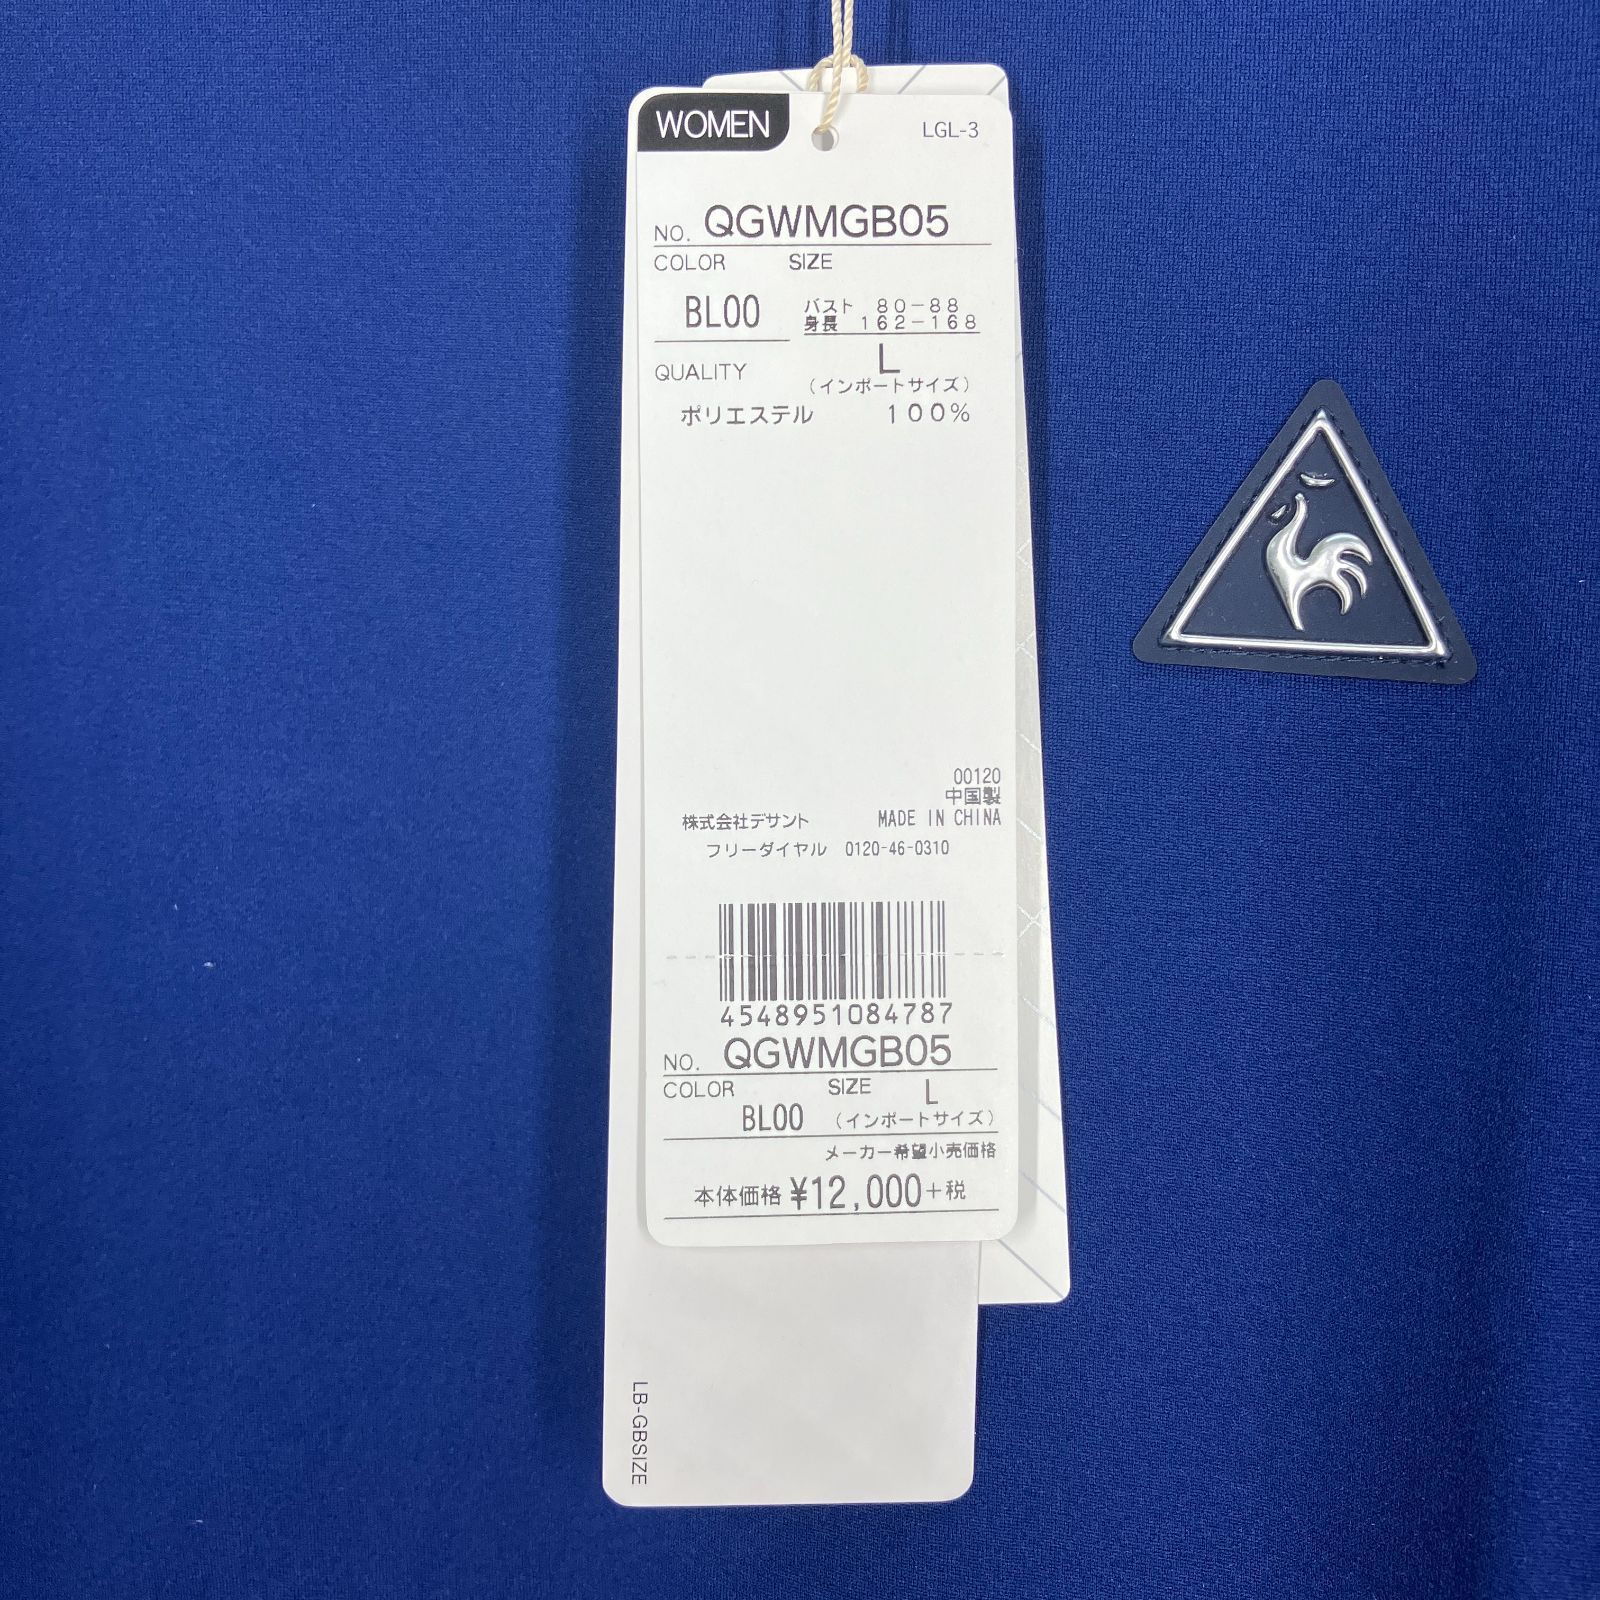 WOMEN
LGL-3
NO. QGWMGB05
COLOR SIZE
BL00
バスト 80-88
身長 162-168
L
QUALITY
(インポートサイズ)
ポリエステル 100%
00120
中国製
株式会社デサント MADE IN CHINA
フリーダイヤル 0120-46-0310
4548951084787
NO. QGWMGB05
COLOR SIZE L
BL00 (インポートサイズ)
メーカー希望小売価格
本体価格 ¥12,000+税
LB-GBSIZE